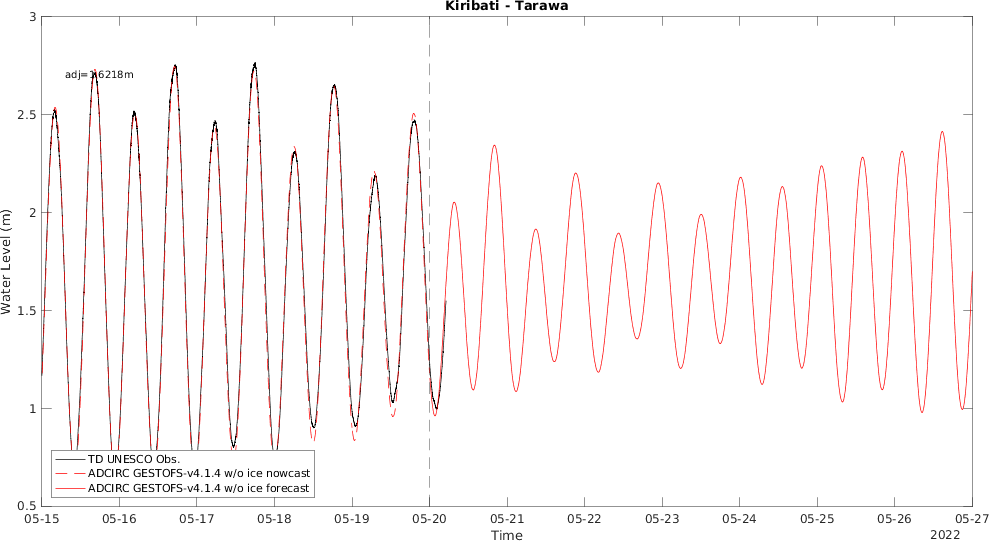 Kiribati - Tarawa
3
2.5
2
1.5
1
0.5
Water Level (m)
adj=1.6218m
TD UNESCO Obs.
ADCIRC GESTOFS-v4.1.4 w/o ice nowcast
ADCIRC GESTOFS-v4.1.4 w/o ice forecast
05-15 05-16 05-17 05-18 05-19 05-20 05-21 05-22 05-23 05-24 05-25 05-26 05-27
Time
2022